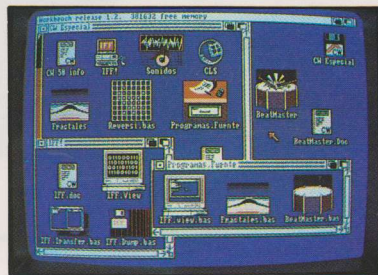 Workbench release 1.2. 381632 free memory
CW Especial
CW 50 info
IFF!
Sonidos
CLS
CW Especial
Fractales
Reversi.bas
Programas.Fuente
BeatMaster
BeatMaster.Doc
IFF!
IFF.doc
IFF.View
IFF.Transfer.bas
IFF.Dump.bas
Programas.Fuente
IFF.view.bas
Fractales.bas
BeatMaster.bas